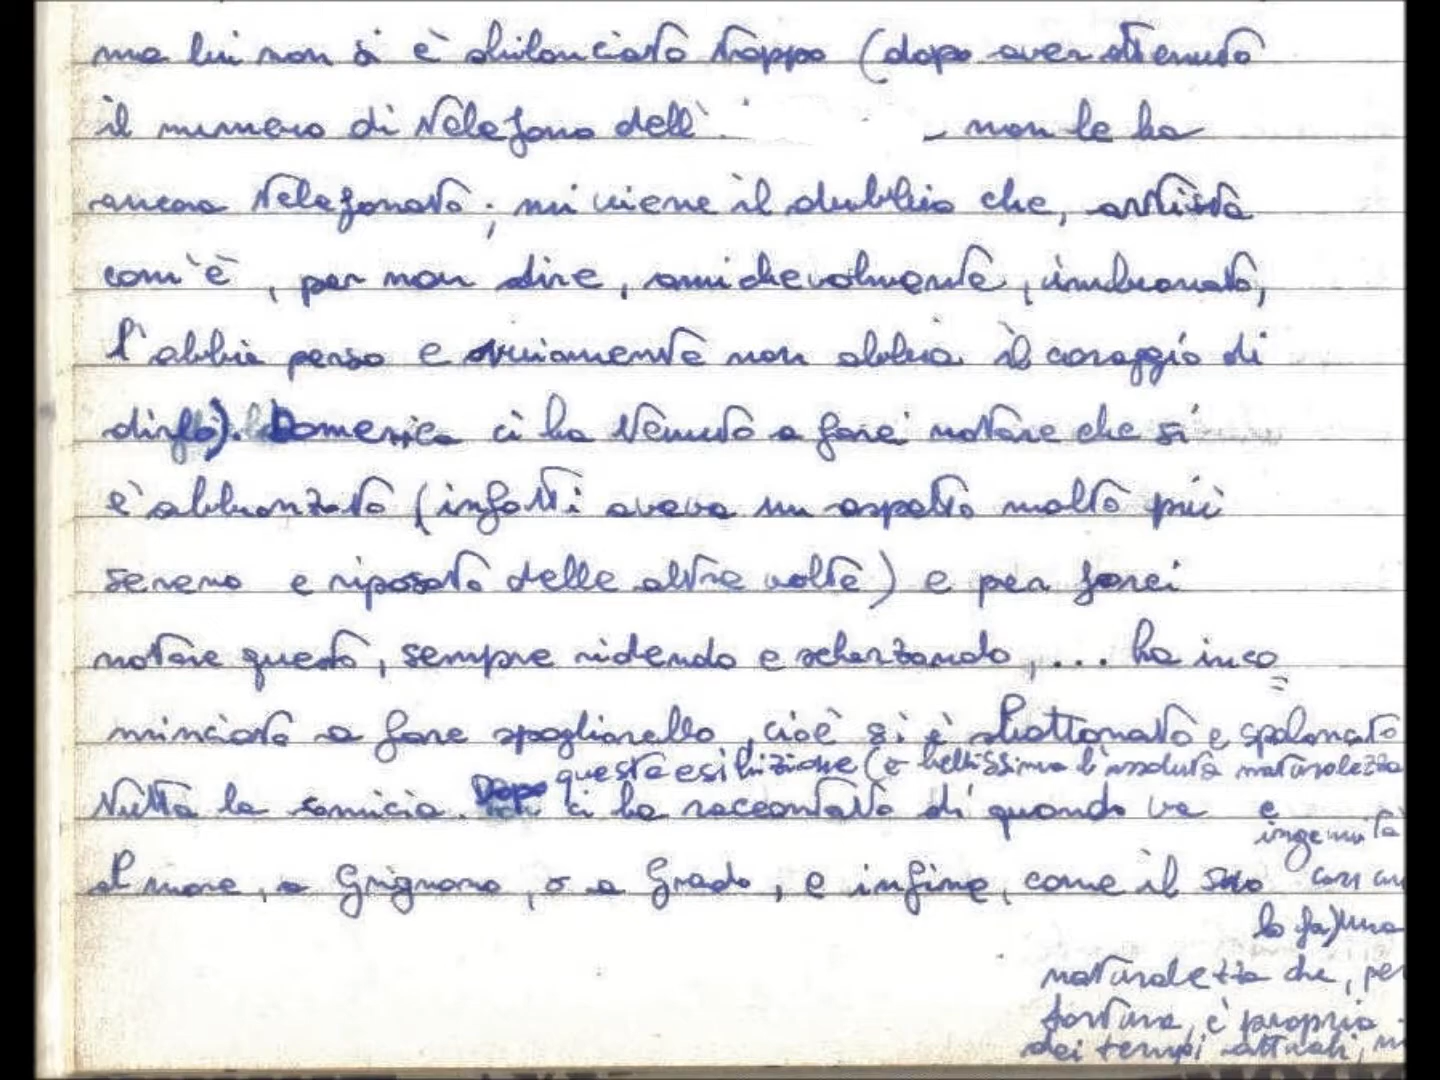 ma lui non si è sbilanciato troppo (dopo aver ottenuto
il numero di telefono dell' non le ha
ancora telefonato; mi viene il dubbio che, artista
com'è, per non dire, amichevolmente, imbranato,
l'abbia perso e ovviamente non abbia il coraggio di
dirlo). Domenica ci ha tenuto a farci notare che si
è abbronzato (infatti aveva un aspetto molto più
sereno e riposato delle altre volte) e per farci
notare questo, sempre ridendo e scherzando, ... ha inco=
minciato a fare spogliarello, cioè si è sbottonato e spalancato
questa esibizione (è bellissima l'assoluta naturalezza
tutta la camicia. Dopo ci ha raccontato di quando va e
ingenuità
al mare, a Grignano, o a Grado, e infine, come il suo con cui
lo fa) una
naturalezza che, per
fortuna, è propria
dei tempi attuali,